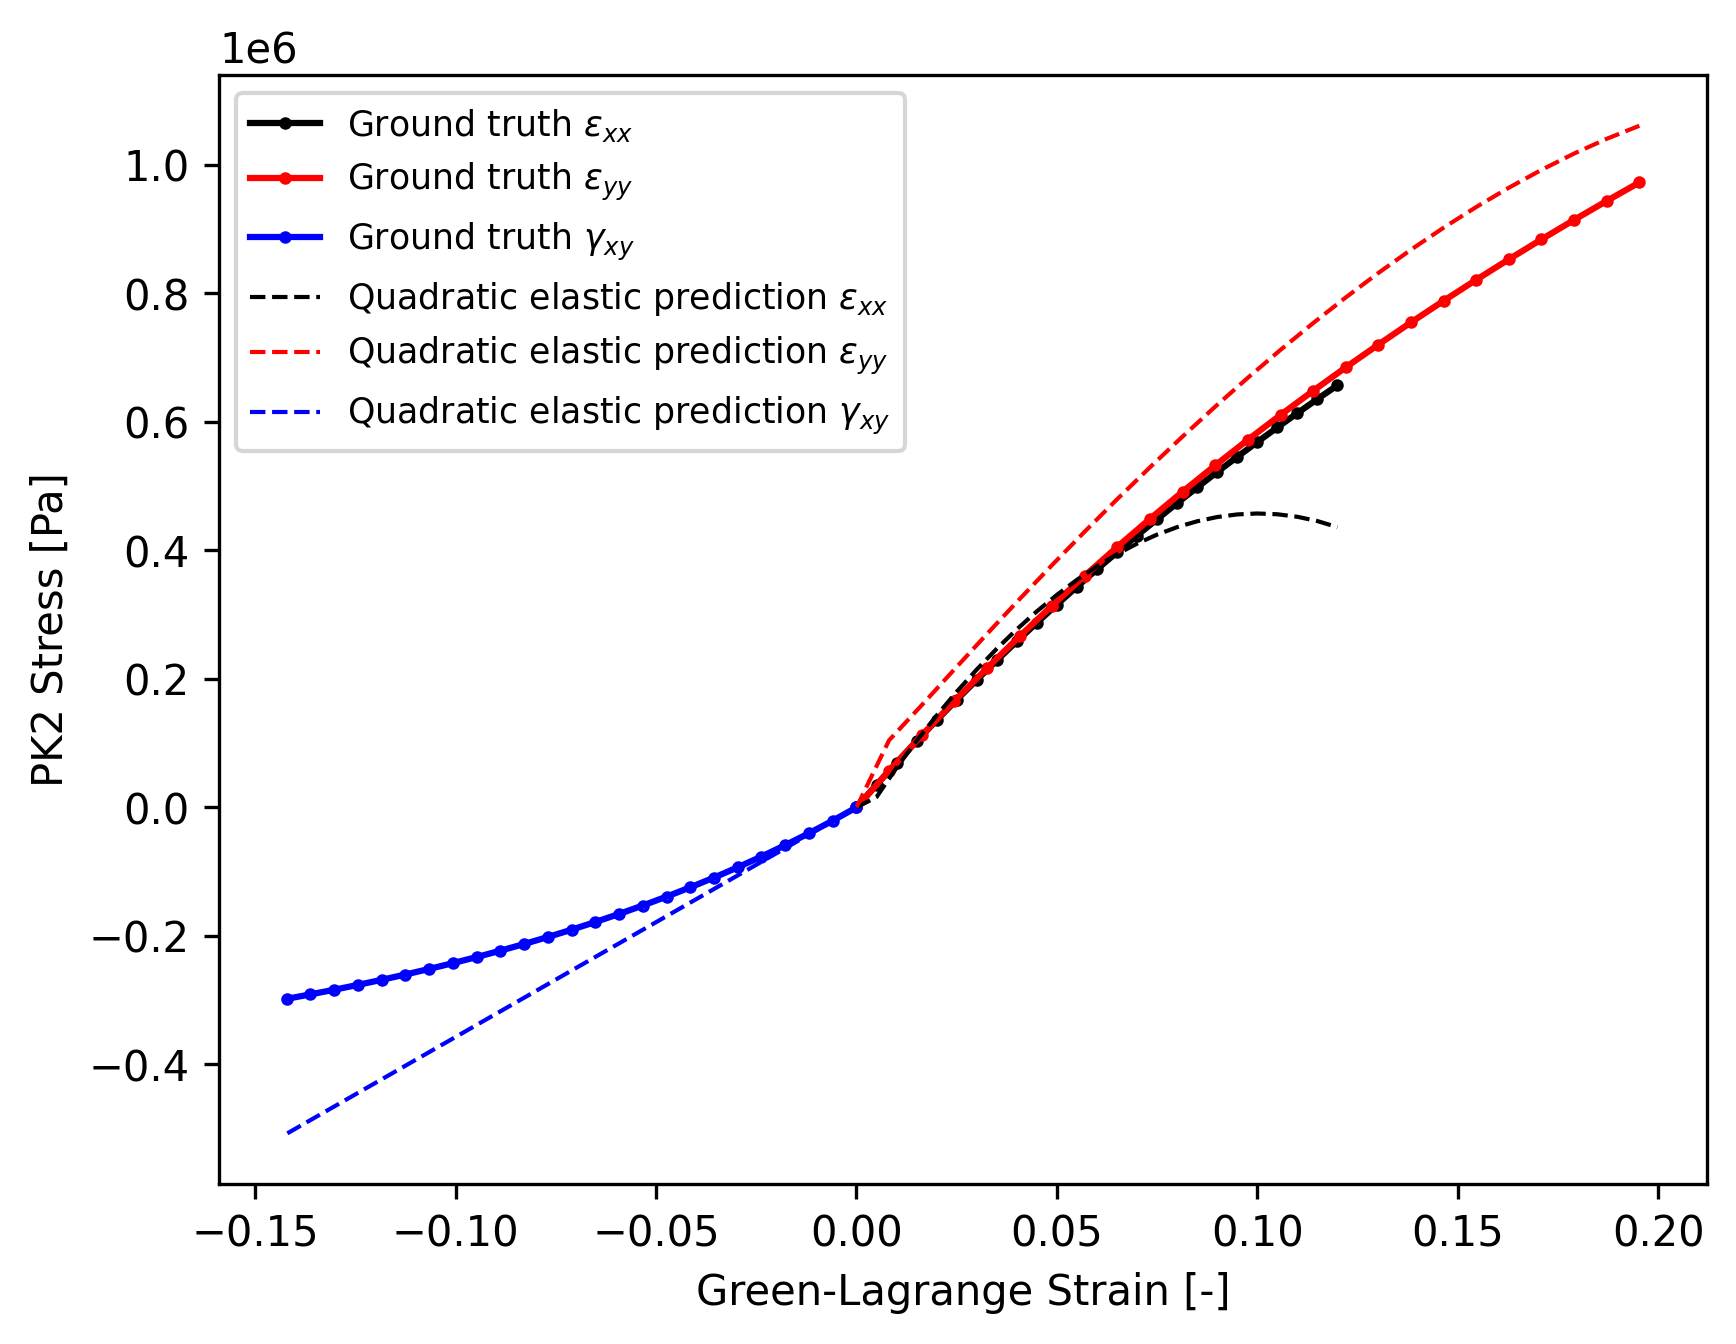 1e6
Ground truth εxx
Ground truth εyy
Ground truth γxy
Quadratic elastic prediction εxx
Quadratic elastic prediction εyy
Quadratic elastic prediction γxy
1.0
0.8
0.6
0.4
0.2
0.0
−0.2
−0.4
PK2 Stress [Pa]
−0.15 −0.10 −0.05 0.00 0.05 0.10 0.15 0.20
Green-Lagrange Strain [-]